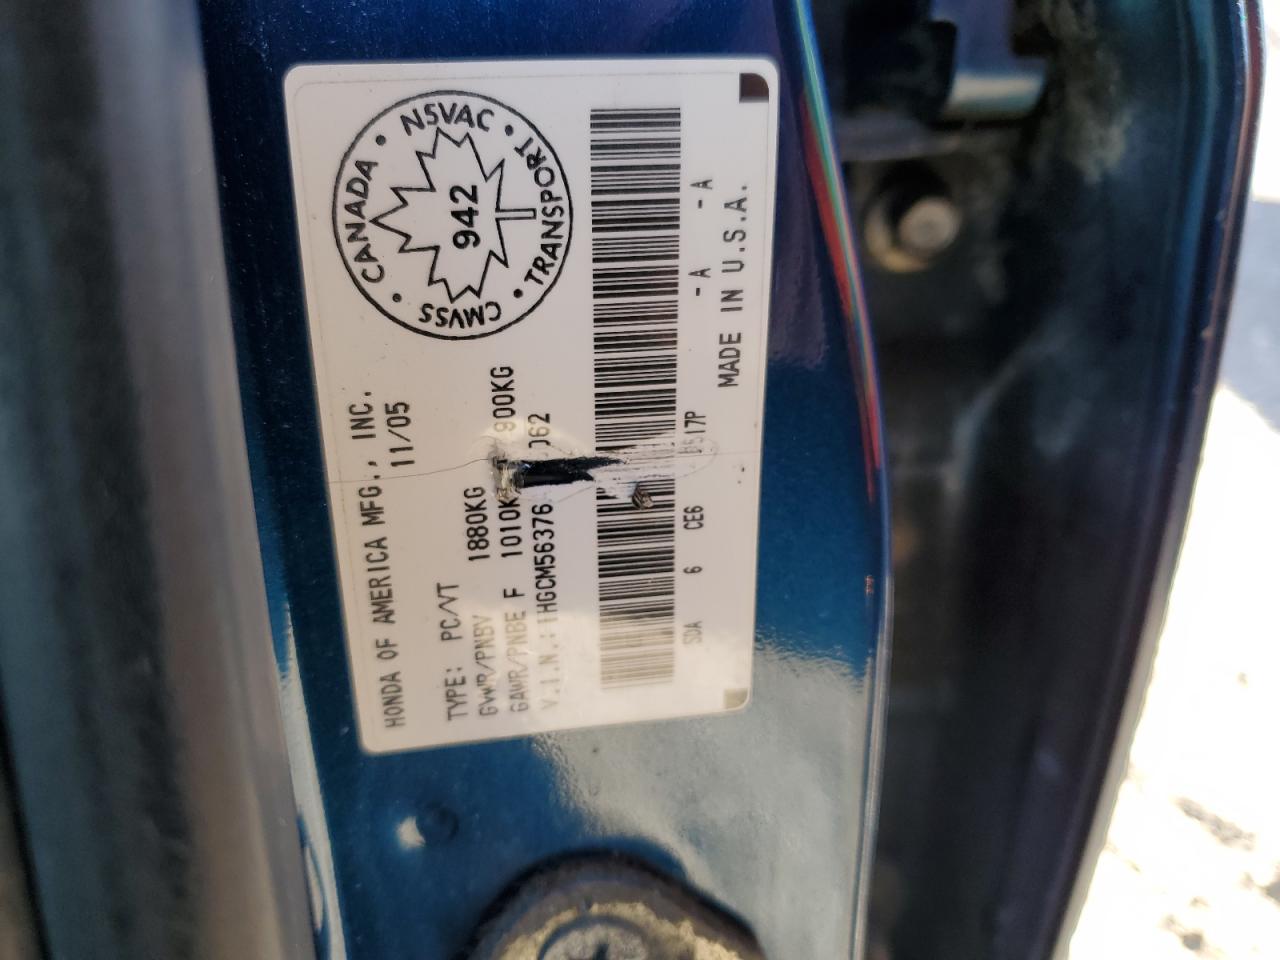 HONDA OF AMERICA MFG., INC.
11/05
TYPE: PC/VT
GVWR/PNBV 1880KG
GAWR/PNBE F 1010K 900KG
V.I.N.: 1HGCM56376 062
SDA 6 CE6 517P - A - A
MADE IN U.S.A.
CANADA • NSVAC • TRANSPORT • CMVSS •
942